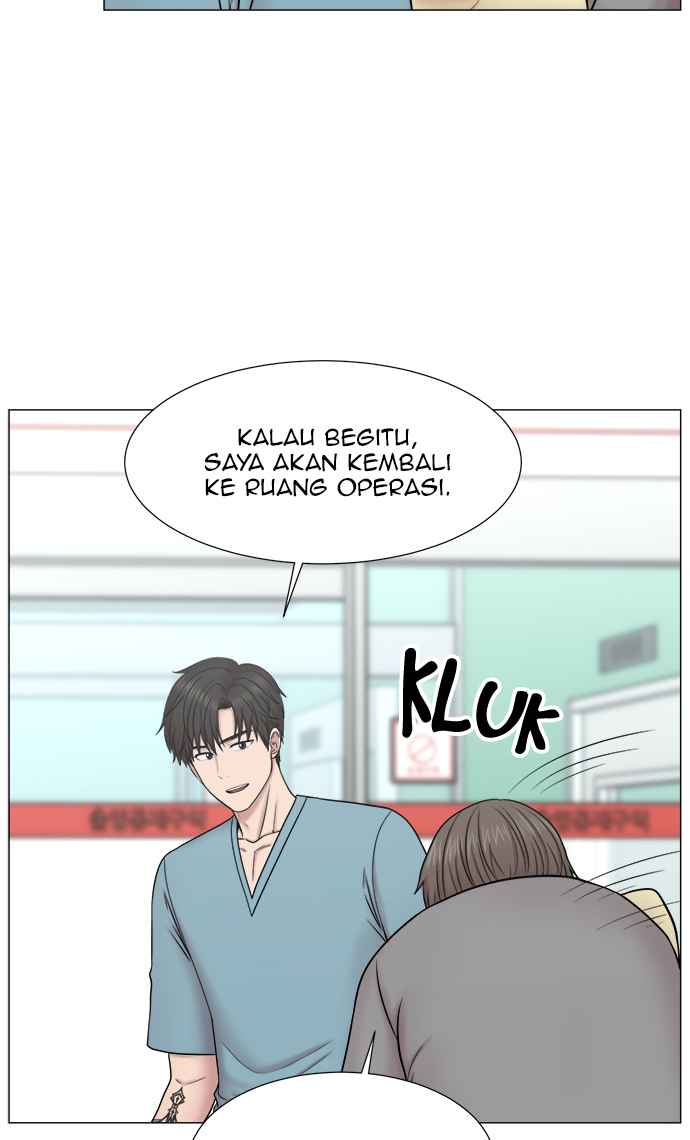 KALAU BEGITU,
SAYA AKAN KEMBALI
KE RUANG OPERASI.
KLUK